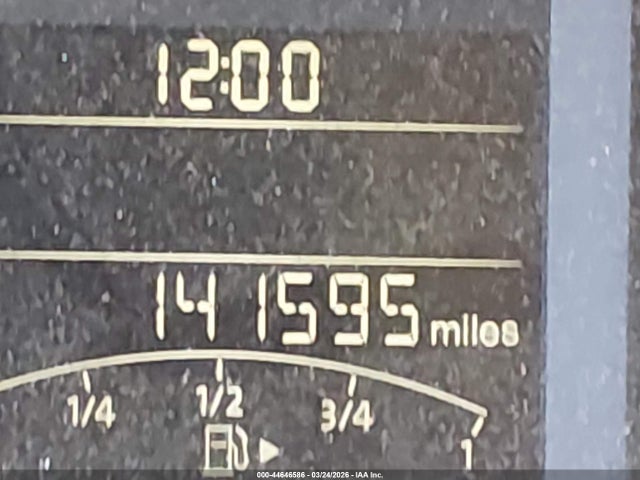 12:00
141595 miles
1/4 1/2 3/4 1
000-44646586 - 03/24/2026 - IAA Inc.